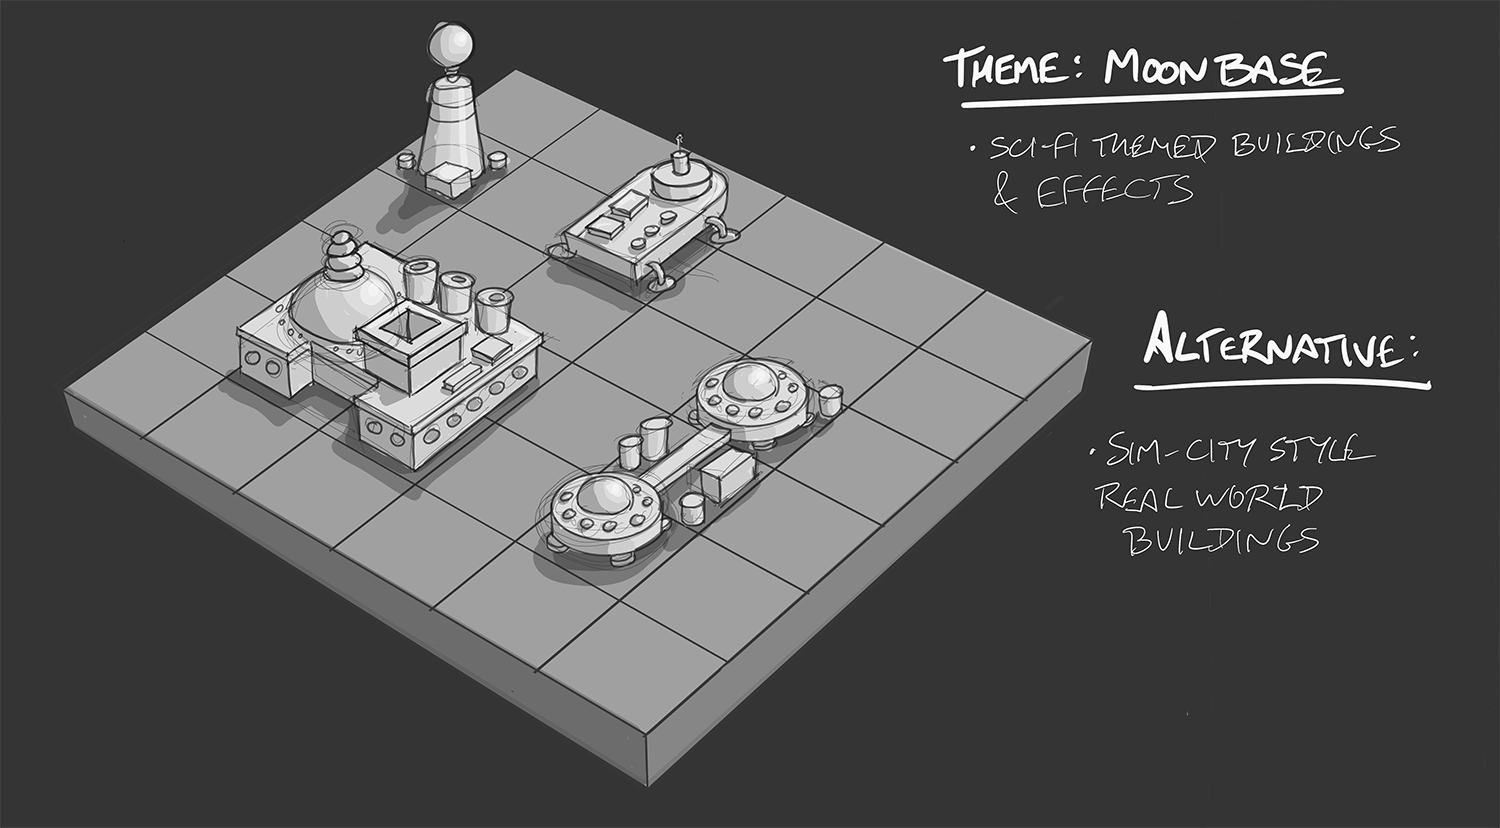 THEME: MOON BASE
• SCI-FI THEMED BUILDINGS
& EFFECTS
ALTERNATIVE:
• SIM-CITY STYLE
REAL WORLD
BUILDINGS